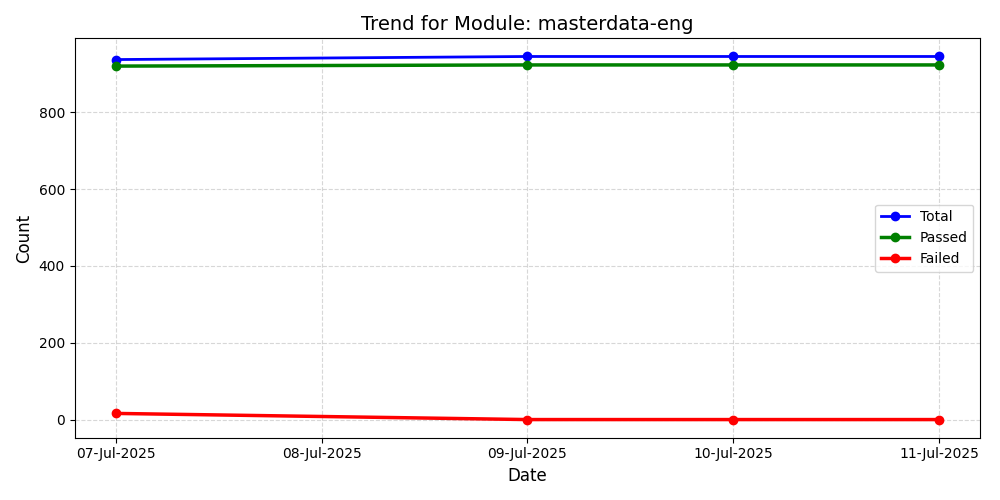 Trend for Module: masterdata-eng
Count
800
600
400
200
0
Total
Passed
Failed
07-Jul-2025 08-Jul-2025 09-Jul-2025 10-Jul-2025 11-Jul-2025
Date